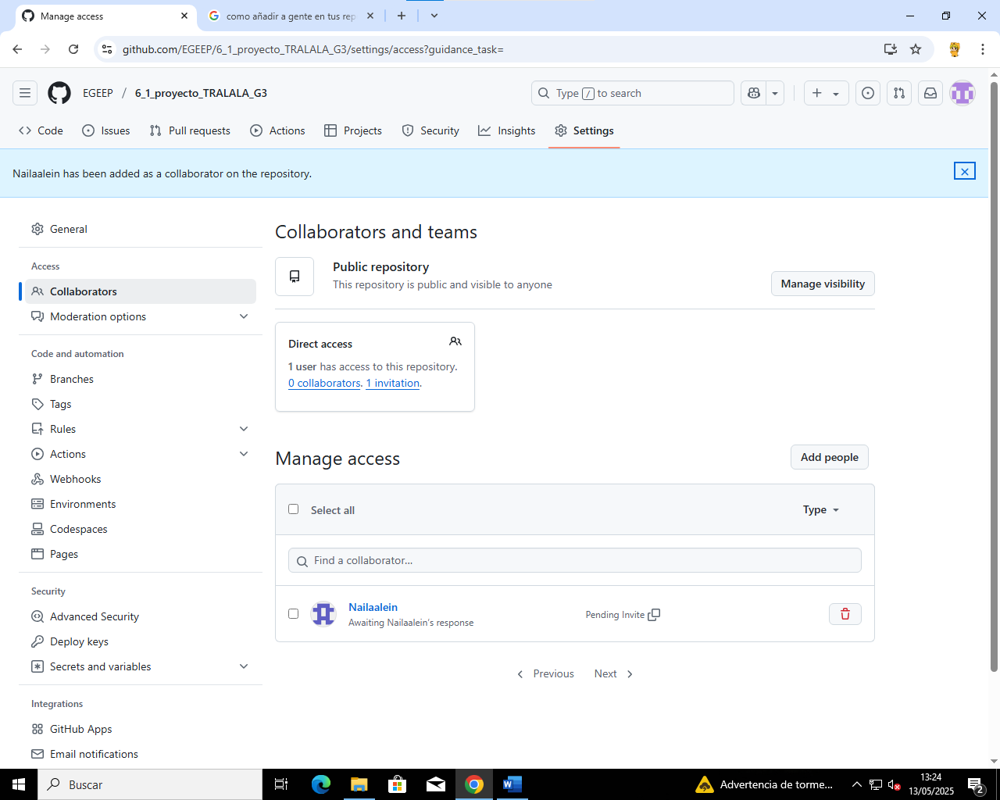 Manage access
como añadir a gente en tus rep
github.com/EGEEP/6_1_proyecto_TRALALA_G3/settings/access?guidance_task=
EGEEP / 6_1_proyecto_TRALALA_G3
Type / to search
Code
Issues
Pull requests
Actions
Projects
Security
Insights
Settings
Nailaalein has been added as a collaborator on the repository.
General
Access
Collaborators
Moderation options
Code and automation
Branches
Tags
Rules
Actions
Webhooks
Environments
Codespaces
Pages
Security
Advanced Security
Deploy keys
Secrets and variables
Integrations
GitHub Apps
Email notifications
Collaborators and teams
Public repository
This repository is public and visible to anyone
Manage visibility
Direct access
1 user has access to this repository.
0 collaborators. 1 invitation.
Manage access
Add people
Select all
Type
Find a collaborator...
Nailaalein
Awaiting Nailaalein's response
Pending Invite
Previous
Next
Buscar
Advertencia de torme...
13:24
13/05/2025
2